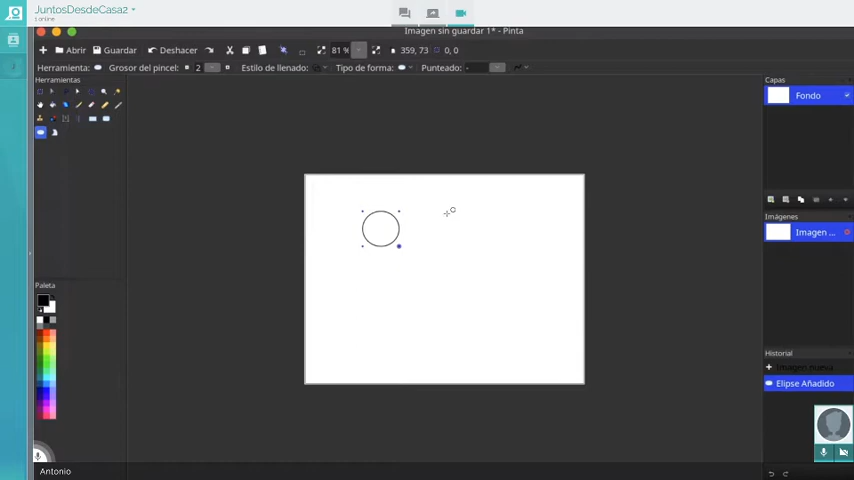 JuntosDesdeCasa2
1 online
Imagen sin guardar 1* - Pinta
Abrir Guardar Deshacer 81 % 359, 73 0, 0
Herramienta: Grosor del pincel: 2 Estilo de llenado: Tipo de forma: Punteado: -
Herramientas
Capas
Fondo
Imágenes
Imagen ...
Paleta
Historial
Imagen nueva
Elipse Añadido
Antonio